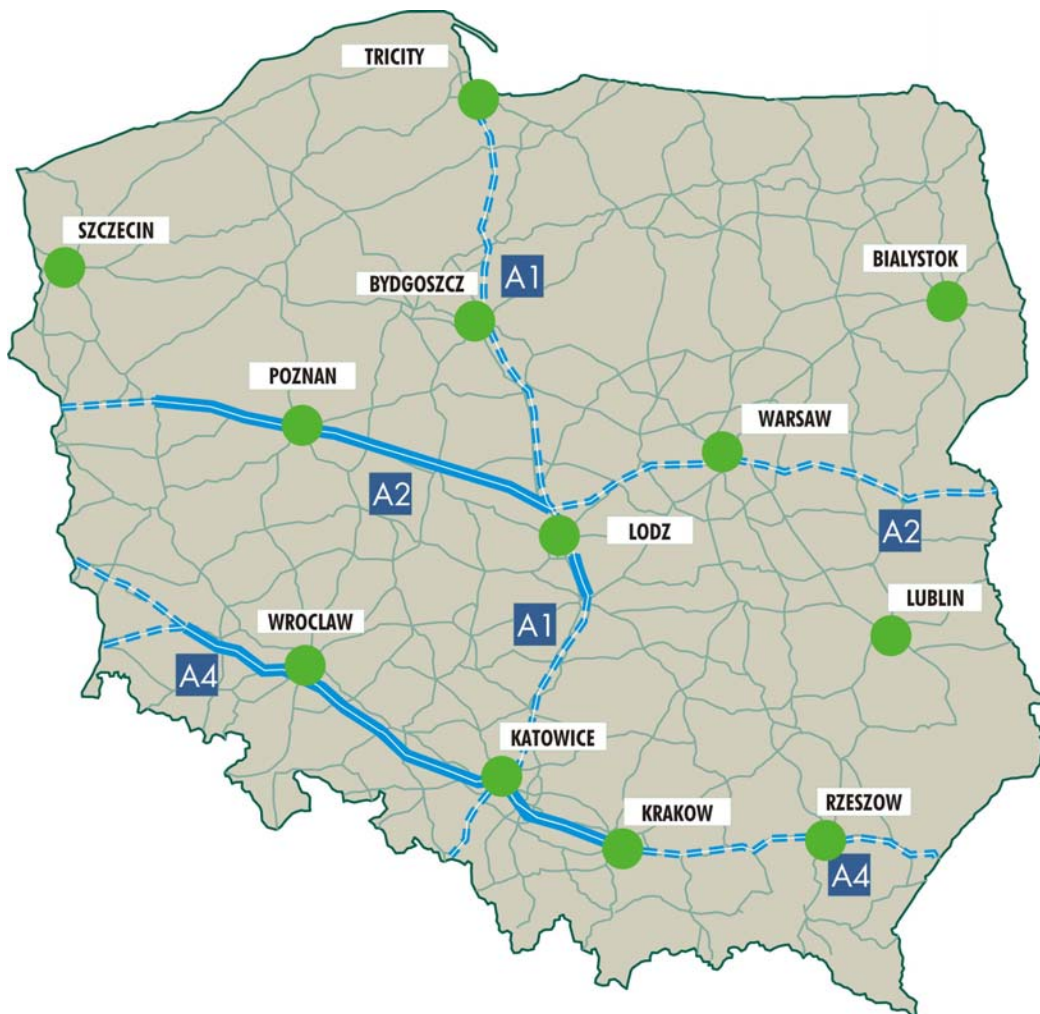 TRICITY
SZCZECIN
BIALYSTOK
A1
BYDGOSZCZ
POZNAN
WARSAW
A2
A2
LODZ
LUBLIN
A1
WROCLAW
A4
KATOWICE
KRAKOW
RZESZOW
A4